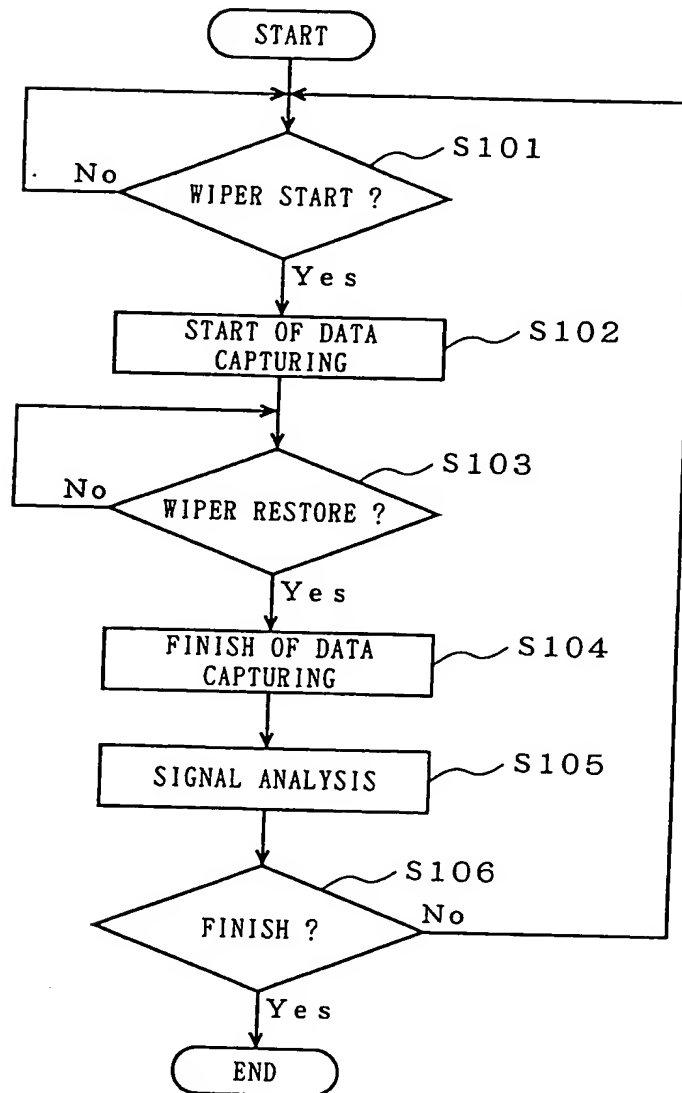 START
S101
No
WIPER START ?
Yes
START OF DATA
CAPTURING
S102
S103
No
WIPER RESTORE ?
Yes
FINISH OF DATA
CAPTURING
S104
SIGNAL ANALYSIS
S105
S106
FINISH ?
No
Yes
END